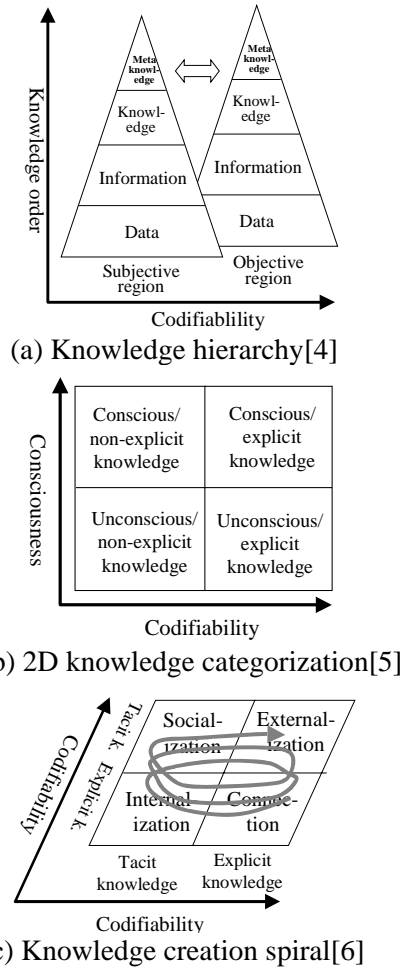 Knowledge order
Meta
knowl-
edge
Meta
knowl-
edge
Knowl-
edge
Knowl-
edge
Information
Information
Data
Data
Subjective
region
Objective
region
Codifiablility
(a) Knowledge hierarchy[4]
Consciousness
Conscious/
non-explicit
knowledge
Conscious/
explicit
knowledge
Unconscious/
non-explicit
knowledge
Unconscious/
explicit
knowledge
Codifiability
) 2D knowledge categorization[5]
Codifiability
Tacit k.
Explicit k.
Social-
ization
External-
ization
Internal-
ization
Connec-
tion
Tacit
knowledge
Explicit
knowledge
Codifiability
c) Knowledge creation spiral[6]